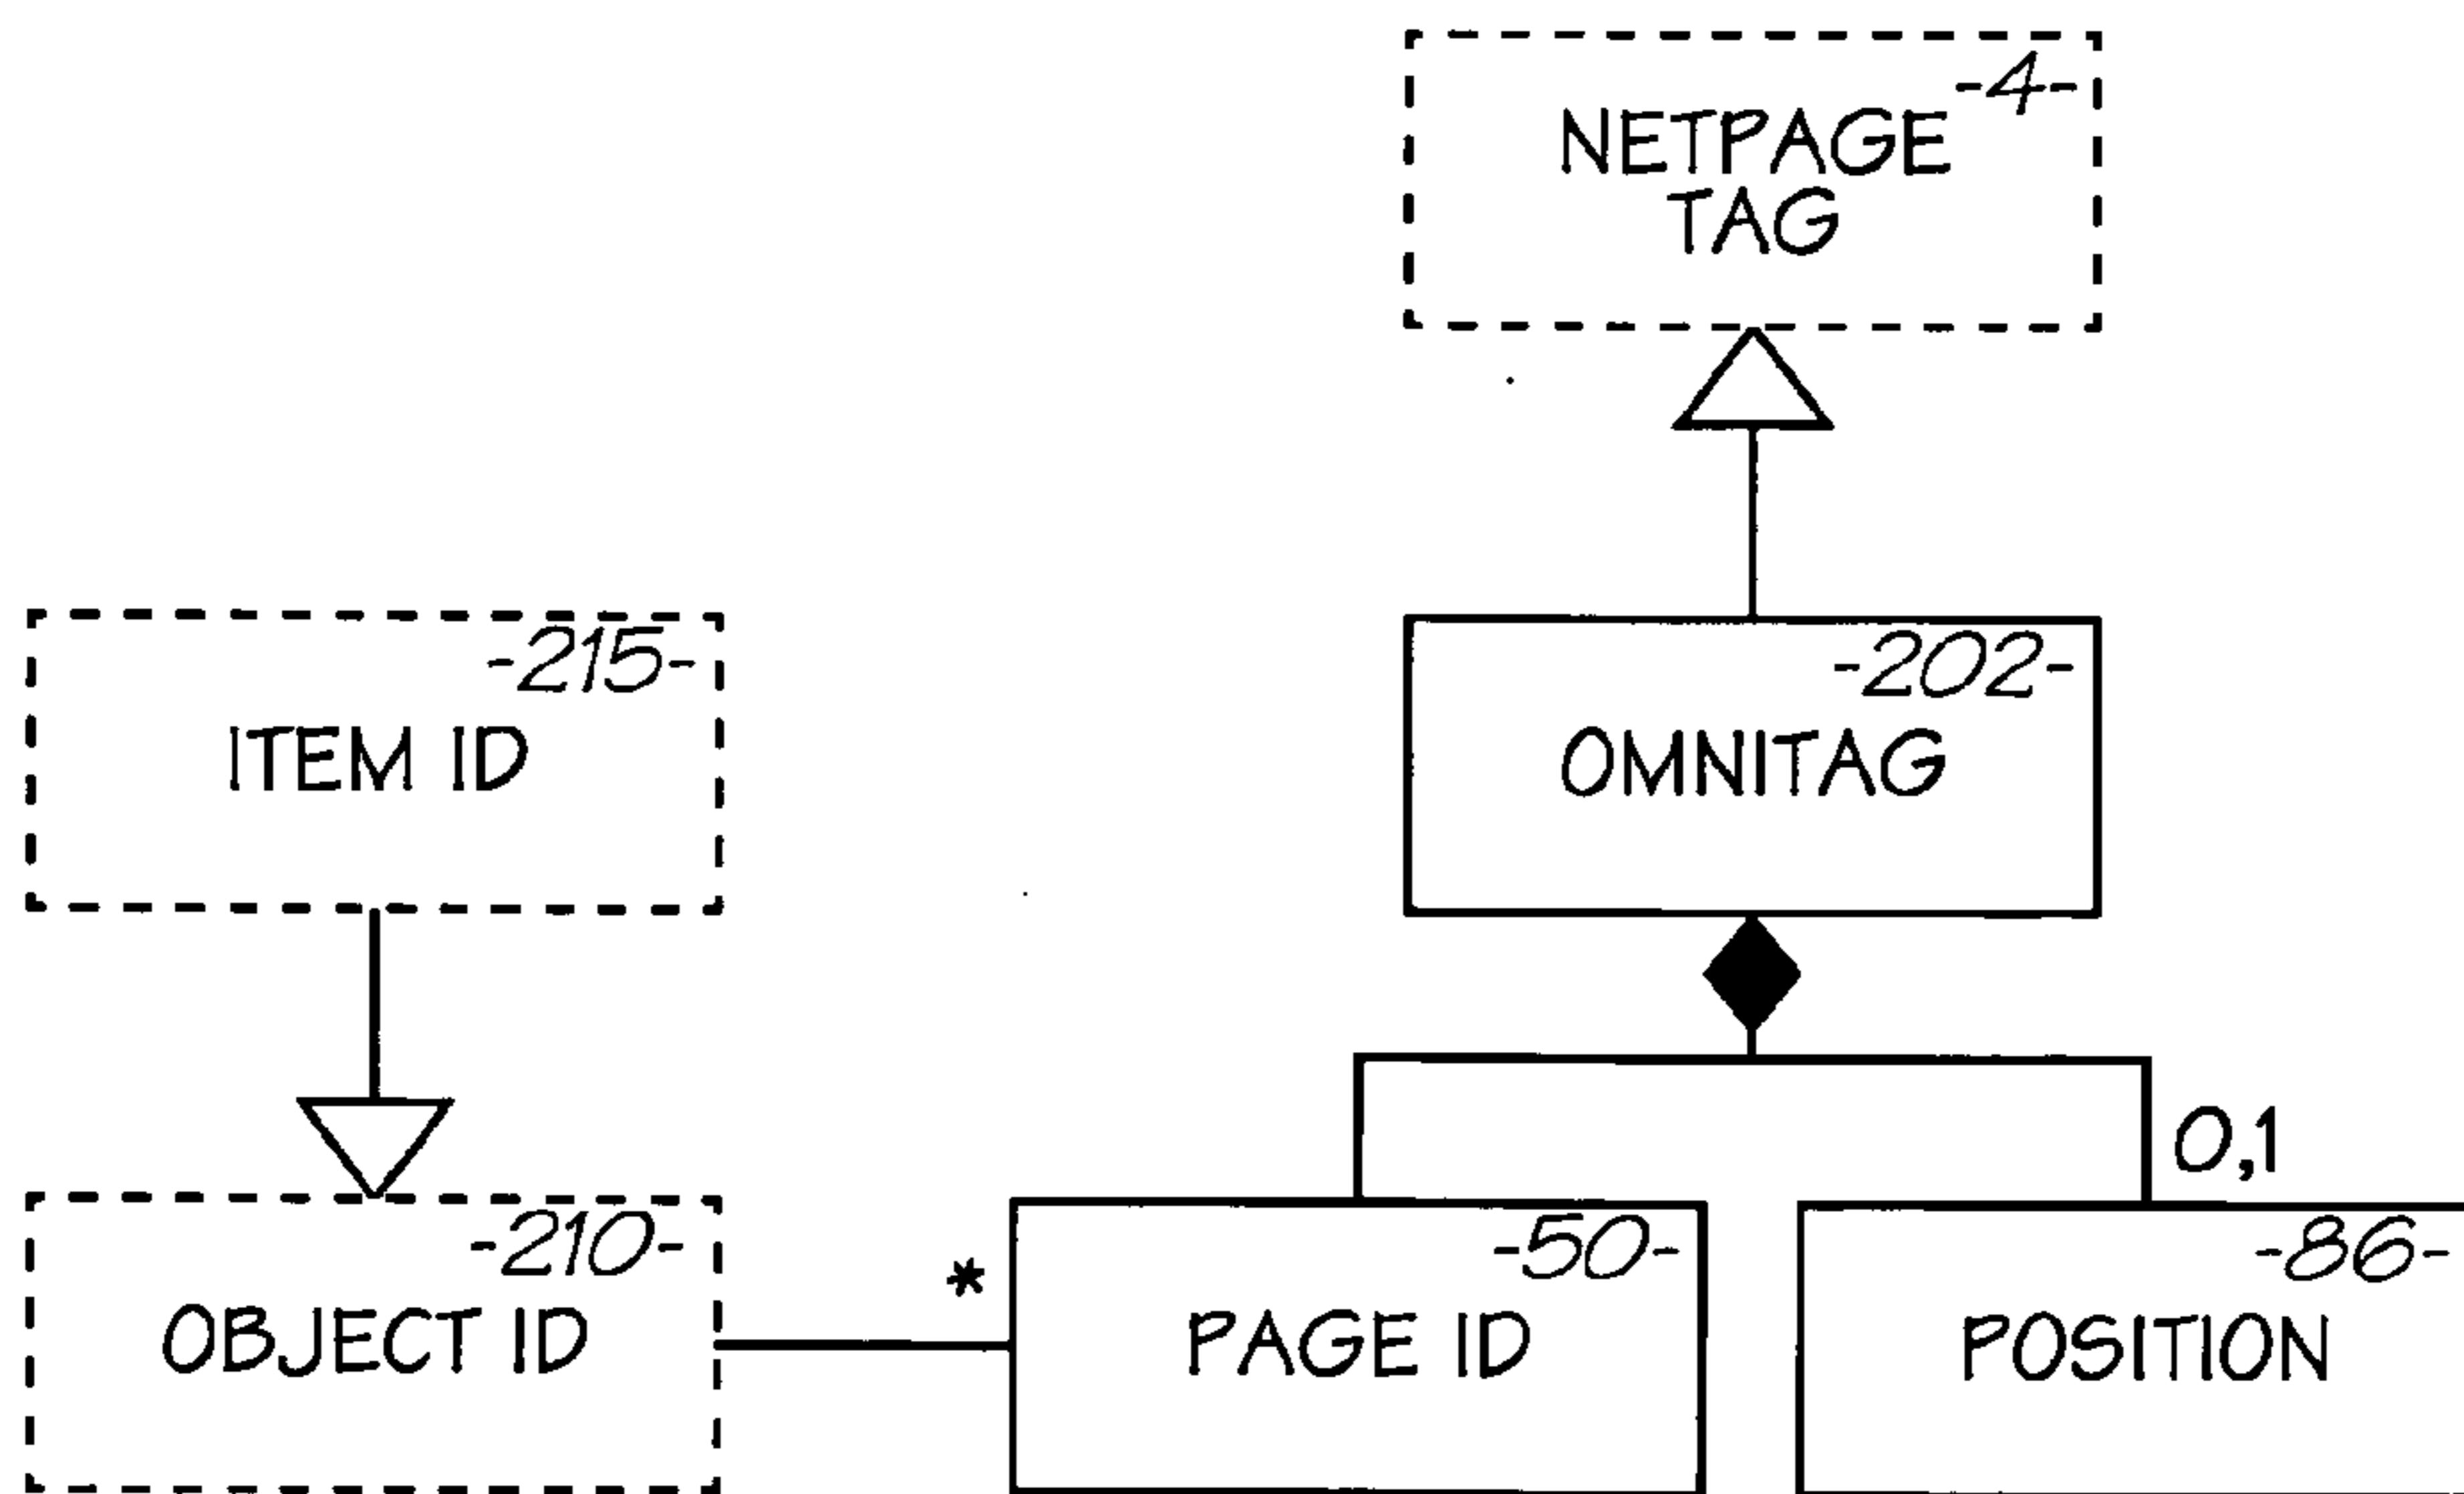 -4-
NETPAGE
TAG
-215-
ITEM ID
-202-
OMNITAG
0,1
-210-
OBJECT ID
*
-50-
PAGE ID
-86-
POSITION